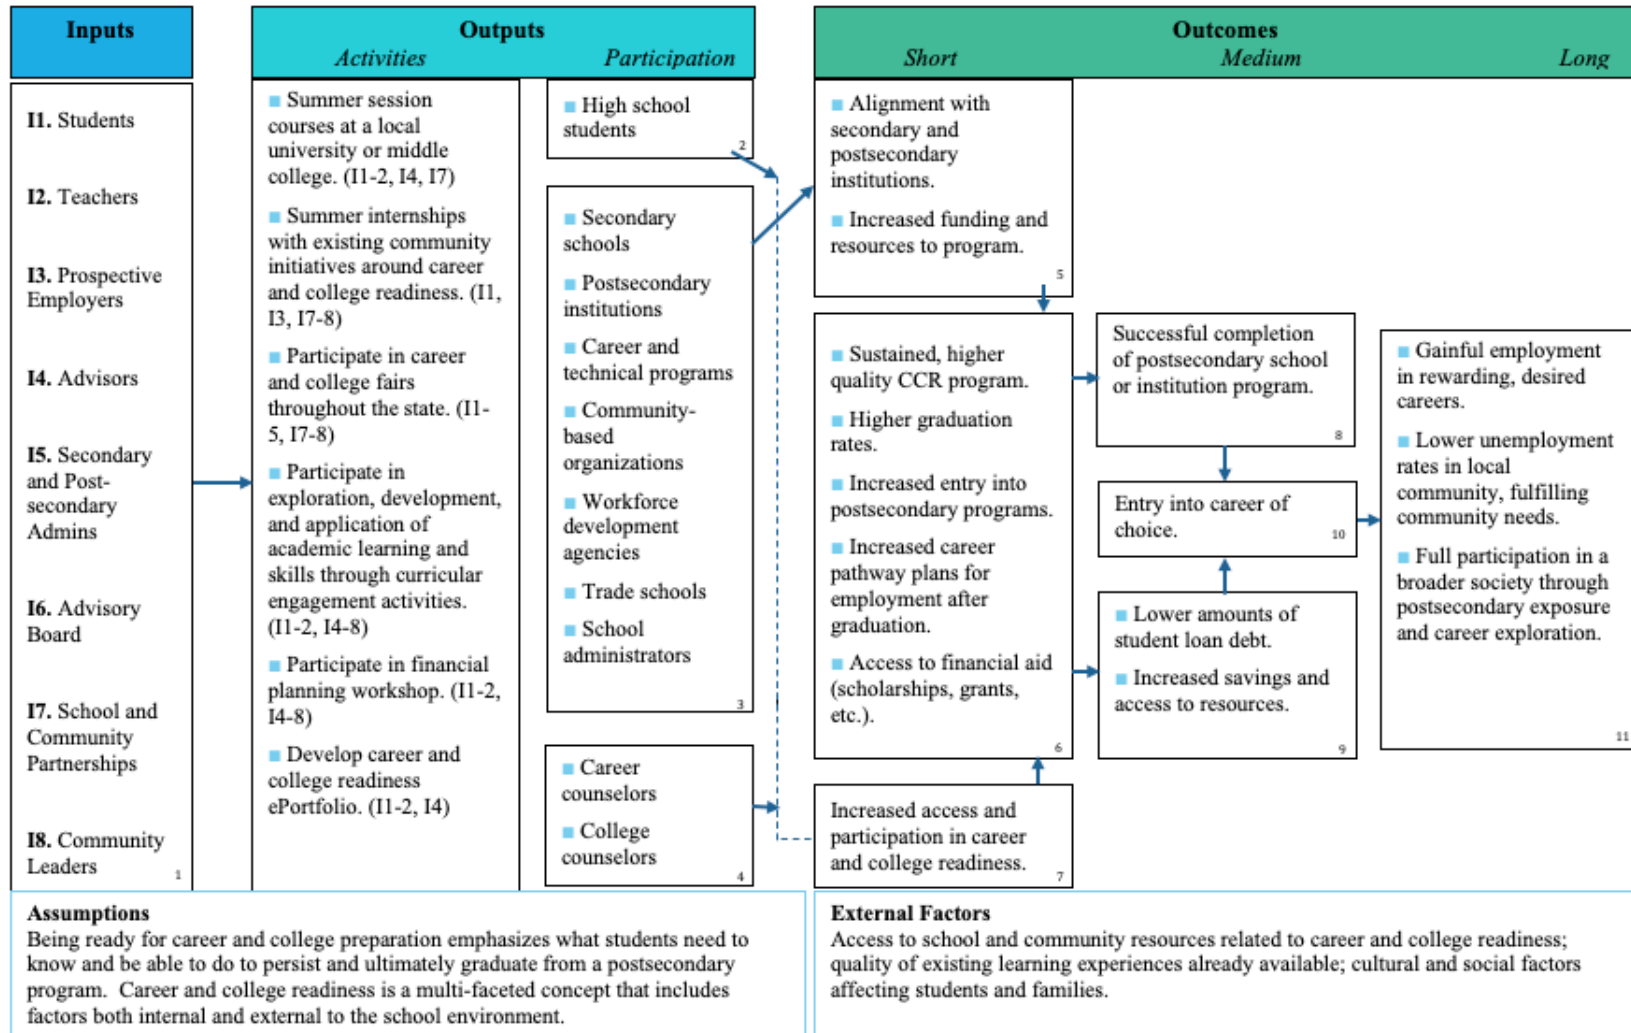 Inputs
Outputs
Activities
Participation
Outcomes
Short
Medium
Long
I1. Students
I2. Teachers
I3. Prospective
Employers
I4. Advisors
I5. Secondary
and Post-
secondary
Admins
I6. Advisory
Board
I7. School and
Community
Partnerships
I8. Community
Leaders
1
■ Summer session
courses at a local
university or middle
college. (I1-2, I4, I7)
■ Summer internships
with existing community
initiatives around career
and college readiness. (I1,
I3, I7-8)
■ Participate in career
and college fairs
throughout the state. (I1-
5, I7-8)
■ Participate in
exploration, development,
and application of
academic learning and
skills through curricular
engagement activities.
(I1-2, I4-8)
■ Participate in financial
planning workshop. (I1-2,
I4-8)
■ Develop career and
college readiness
ePortfolio. (I1-2, I4)
■ High school
students
2
■ Secondary
schools
■ Postsecondary
institutions
■ Career and
technical programs
■ Community-
based
organizations
■ Workforce
development
agencies
■ Trade schools
■ School
administrators
3
■ Career
counselors
■ College
counselors
4
■ Alignment with
secondary and
postsecondary
institutions.
■ Increased funding and
resources to program.
5
■ Sustained, higher
quality CCR program.
■ Higher graduation
rates.
■ Increased entry into
postsecondary programs.
■ Increased career
pathway plans for
employment after
graduation.
■ Access to financial aid
(scholarships, grants,
etc.).
6
Increased access and
participation in career
and college readiness.
7
Successful completion
of postsecondary school
or institution program.
8
Entry into career of
choice.
10
■ Lower amounts of
student loan debt.
■ Increased savings and
access to resources.
9
■ Gainful employment
in rewarding, desired
careers.
■ Lower unemployment
rates in local
community, fulfilling
community needs.
■ Full participation in a
broader society through
postsecondary exposure
and career exploration.
11
Assumptions
Being ready for career and college preparation emphasizes what students need to
know and be able to do to persist and ultimately graduate from a postsecondary
program. Career and college readiness is a multi-faceted concept that includes
factors both internal and external to the school environment.
External Factors
Access to school and community resources related to career and college readiness;
quality of existing learning experiences already available; cultural and social factors
affecting students and families.